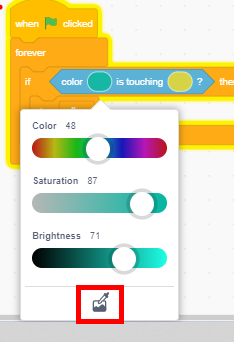 when clicked
forever
if color is touching ? the
Color 48
Saturation 87
Brightness 71